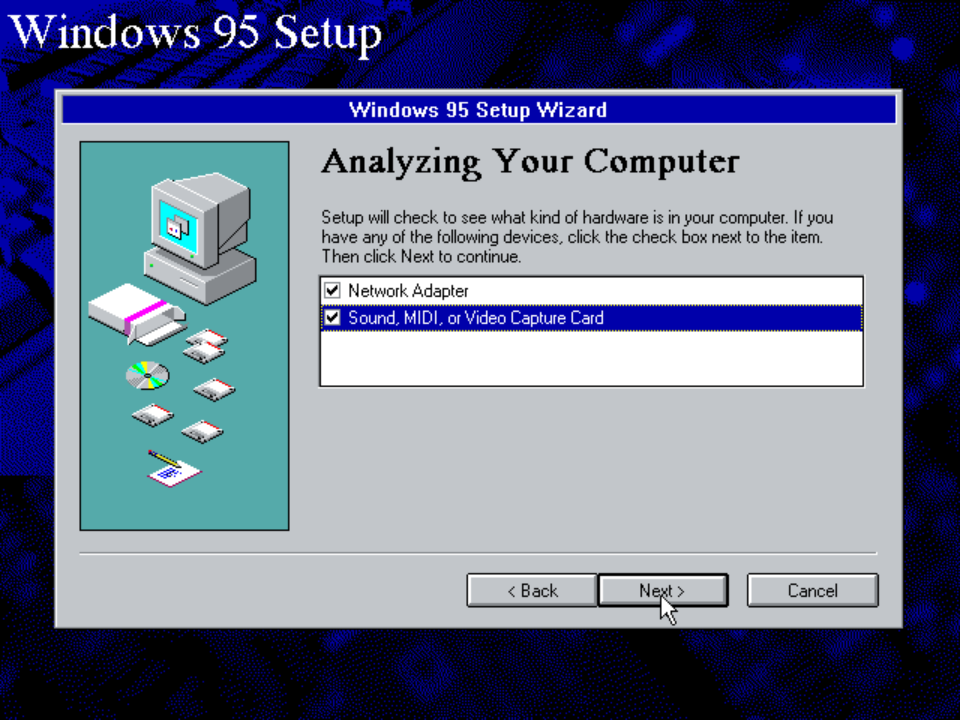 Windows 95 Setup
Windows 95 Setup Wizard
Analyzing Your Computer
Setup will check to see what kind of hardware is in your computer. If you
have any of the following devices, click the check box next to the item.
Then click Next to continue.
Network Adapter
Sound, MIDI, or Video Capture Card
< Back
Next >
Cancel